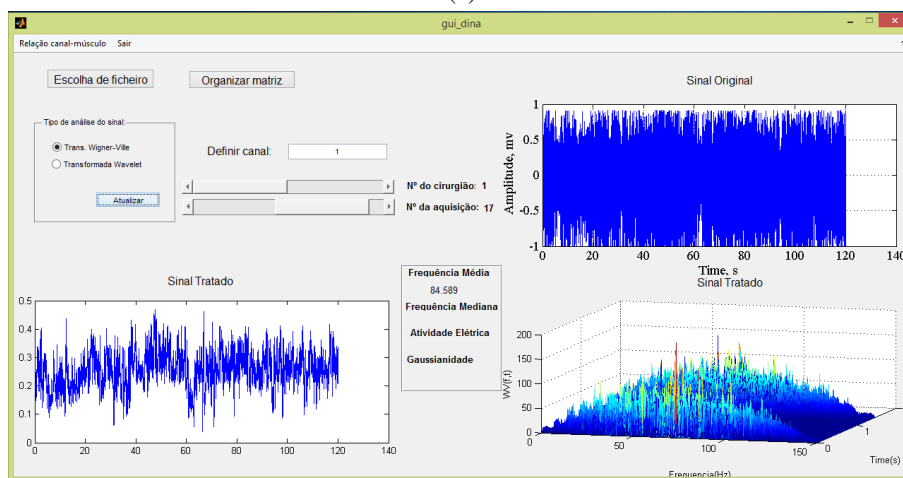 gui_dina
Relação canal-músculo Sair
Escolha de ficheiro
Organizar matriz
Tipo de análise do sinal:
Trans. Wigner-Ville
Transformada Wavelet
Atualizar
Definir canal:
1
Nº do cirurgião: 1
Nº da aquisição: 17
Sinal Original
Amplitude, mv
1
0.5
0
-0.5
-1
0 20 40 60 80 100 120 140
Time, s
Sinal Tratado
0.5
0.4
0.3
0.2
0.1
0
0 20 40 60 80 100 120 140
Frequência Média
84.589
Frequência Mediana
Atividade Elétrica
Gaussianidade
Sinal Tratado
WV(f,t)
200
150
100
50
0
0 50 100 150
0 1
Time(s)
Frequencia(Hz)